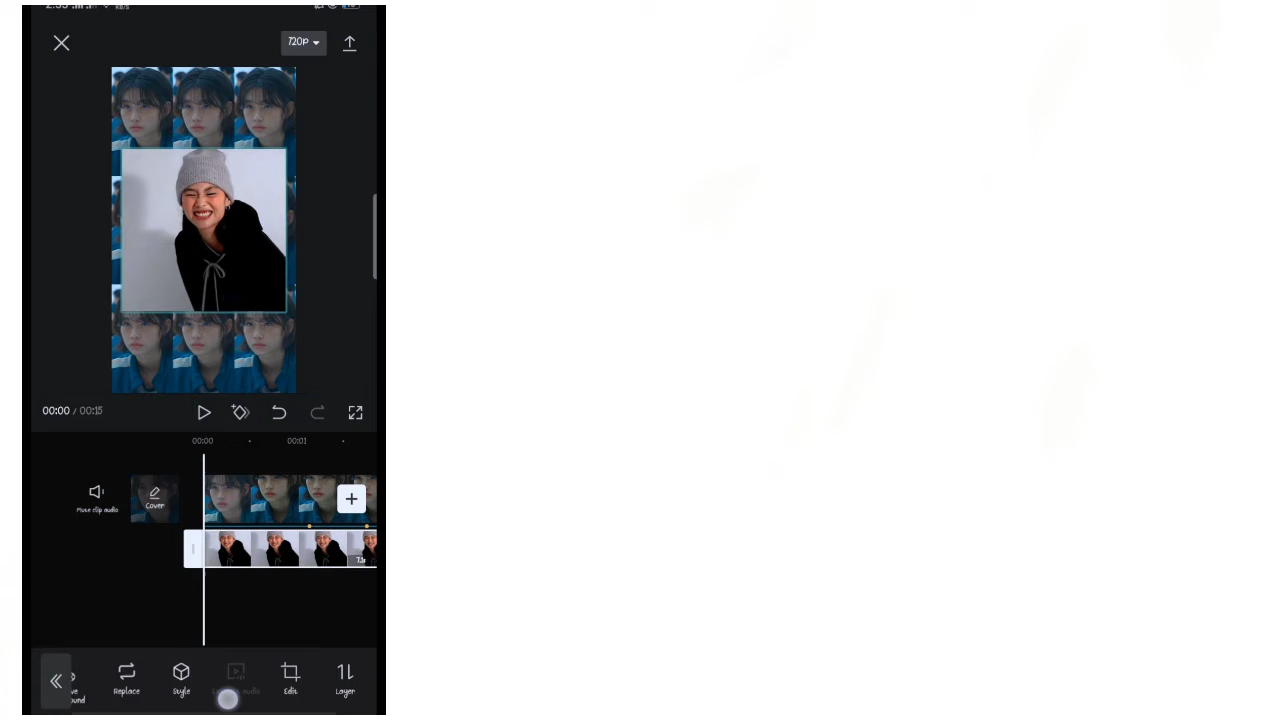 720P
00:00 / 00:15
00:00
00:01
Mute clip audio
Cover
Replace
Style
Edit
Layer